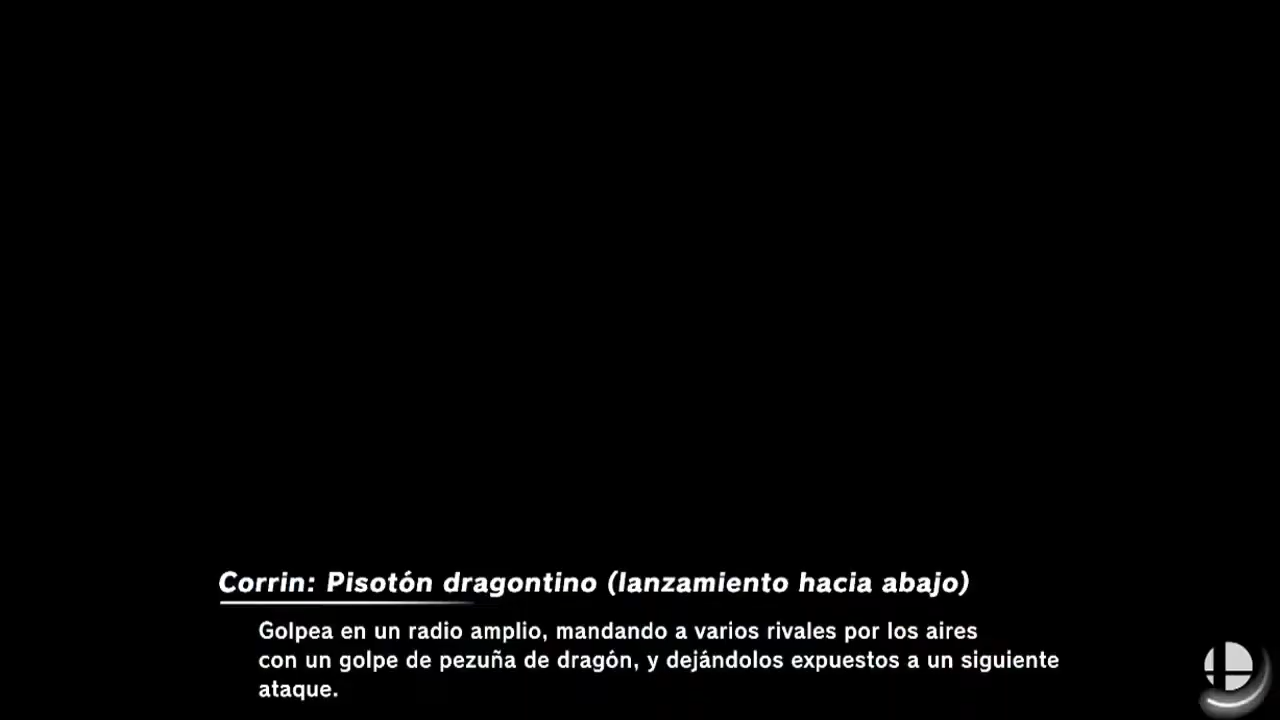 Corrin: Pisotón dragontino (lanzamiento hacia abajo)
Golpea en un radio amplio, mandando a varios rivales por los aires
con un golpe de pezuña de dragón, y dejándolos expuestos a un siguiente
ataque.